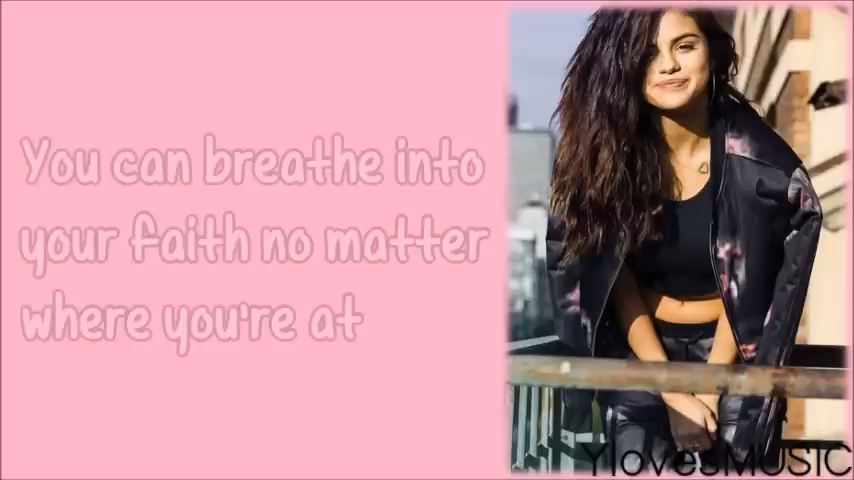 You can breathe into
your faith no matter
where you're at
YlovesMUSIC